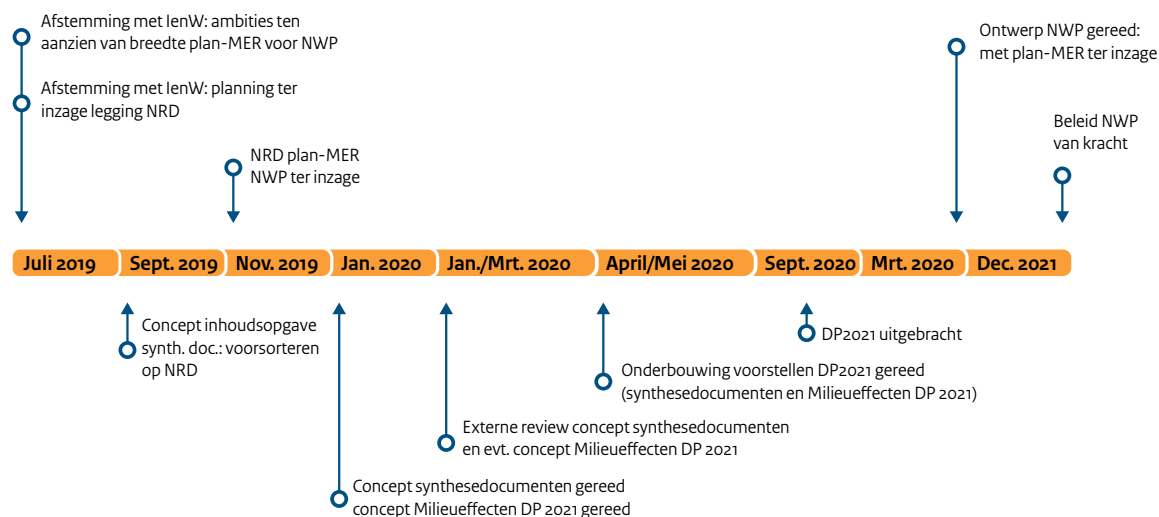 Afstemming met IenW: ambities ten
aanzien van breedte plan-MER voor NWP
Afstemming met IenW: planning ter
inzage legging NRD
NRD plan-MER
NWP ter inzage
Ontwerp NWP gereed:
met plan-MER ter inzage
Beleid NWP
van kracht
Juli 2019
Sept. 2019
Nov. 2019
Jan. 2020
Jan./Mrt. 2020
April/Mei 2020
Sept. 2020
Mrt. 2020
Dec. 2021
Concept inhoudsopgave
synth. doc.: voorsorteren
op NRD
DP2021 uitgebracht
Onderbouwing voorstellen DP2021 gereed
(synthesedocumenten en Milieueffecten DP 2021)
Externe review concept synthesedocumenten
en evt. concept Milieueffecten DP 2021
Concept synthesedocumenten gereed
concept Milieueffecten DP 2021 gereed